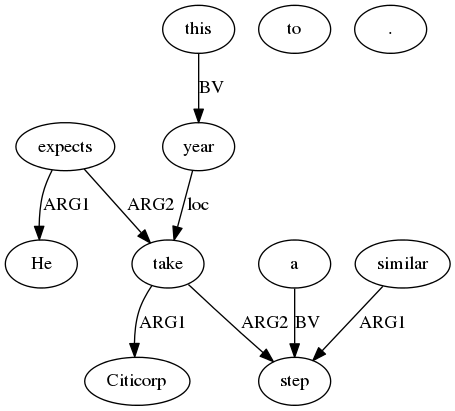 this to .
BV
expects year
ARG1 ARG2 loc
He take a similar
ARG1 ARG2 BV ARG1
Citicorp step